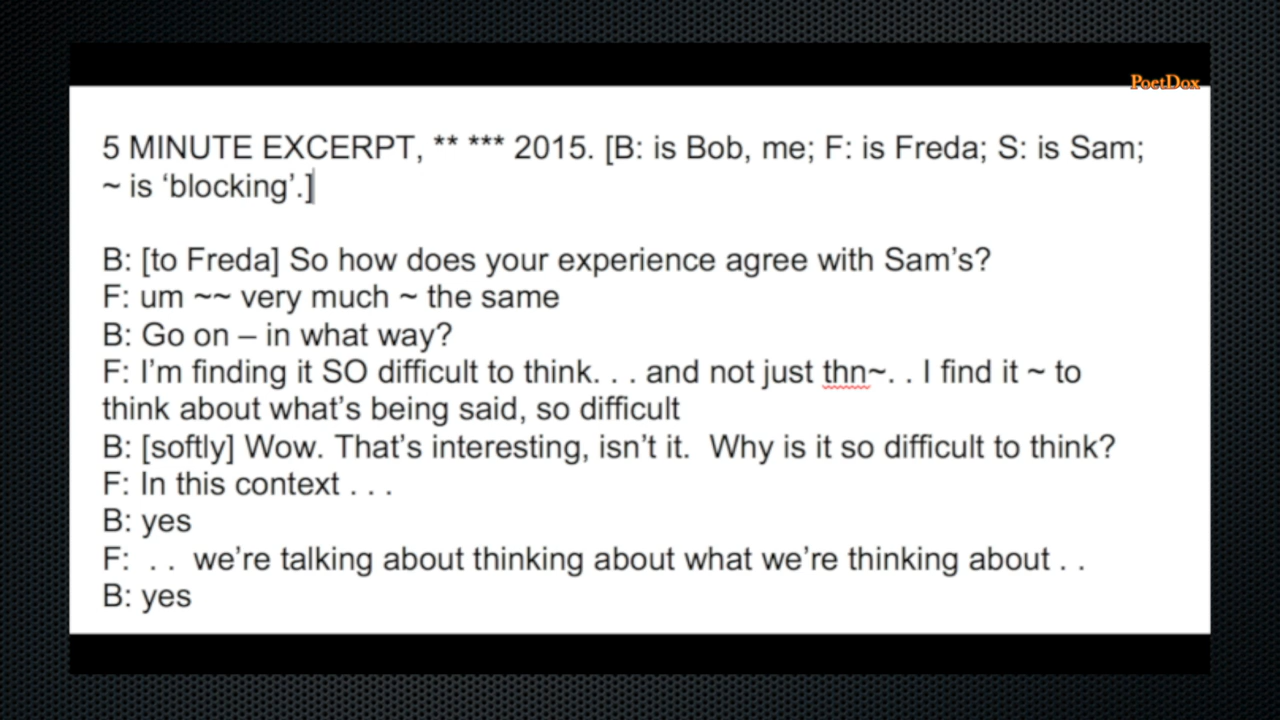 PoetDox
5 MINUTE EXCERPT, ** *** 2015. [B: is Bob, me; F: is Freda; S: is Sam;
~ is ‘blocking’.]
B: [to Freda] So how does your experience agree with Sam’s?
F: um ~~ very much ~ the same
B: Go on – in what way?
F: I’m finding it SO difficult to think. . . and not just thn~. . I find it ~ to
think about what’s being said, so difficult
B: [softly] Wow. That’s interesting, isn’t it.  Why is it so difficult to think?
F: In this context . . .
B: yes
F:  . .  we’re talking about thinking about what we’re thinking about . .
B: yes